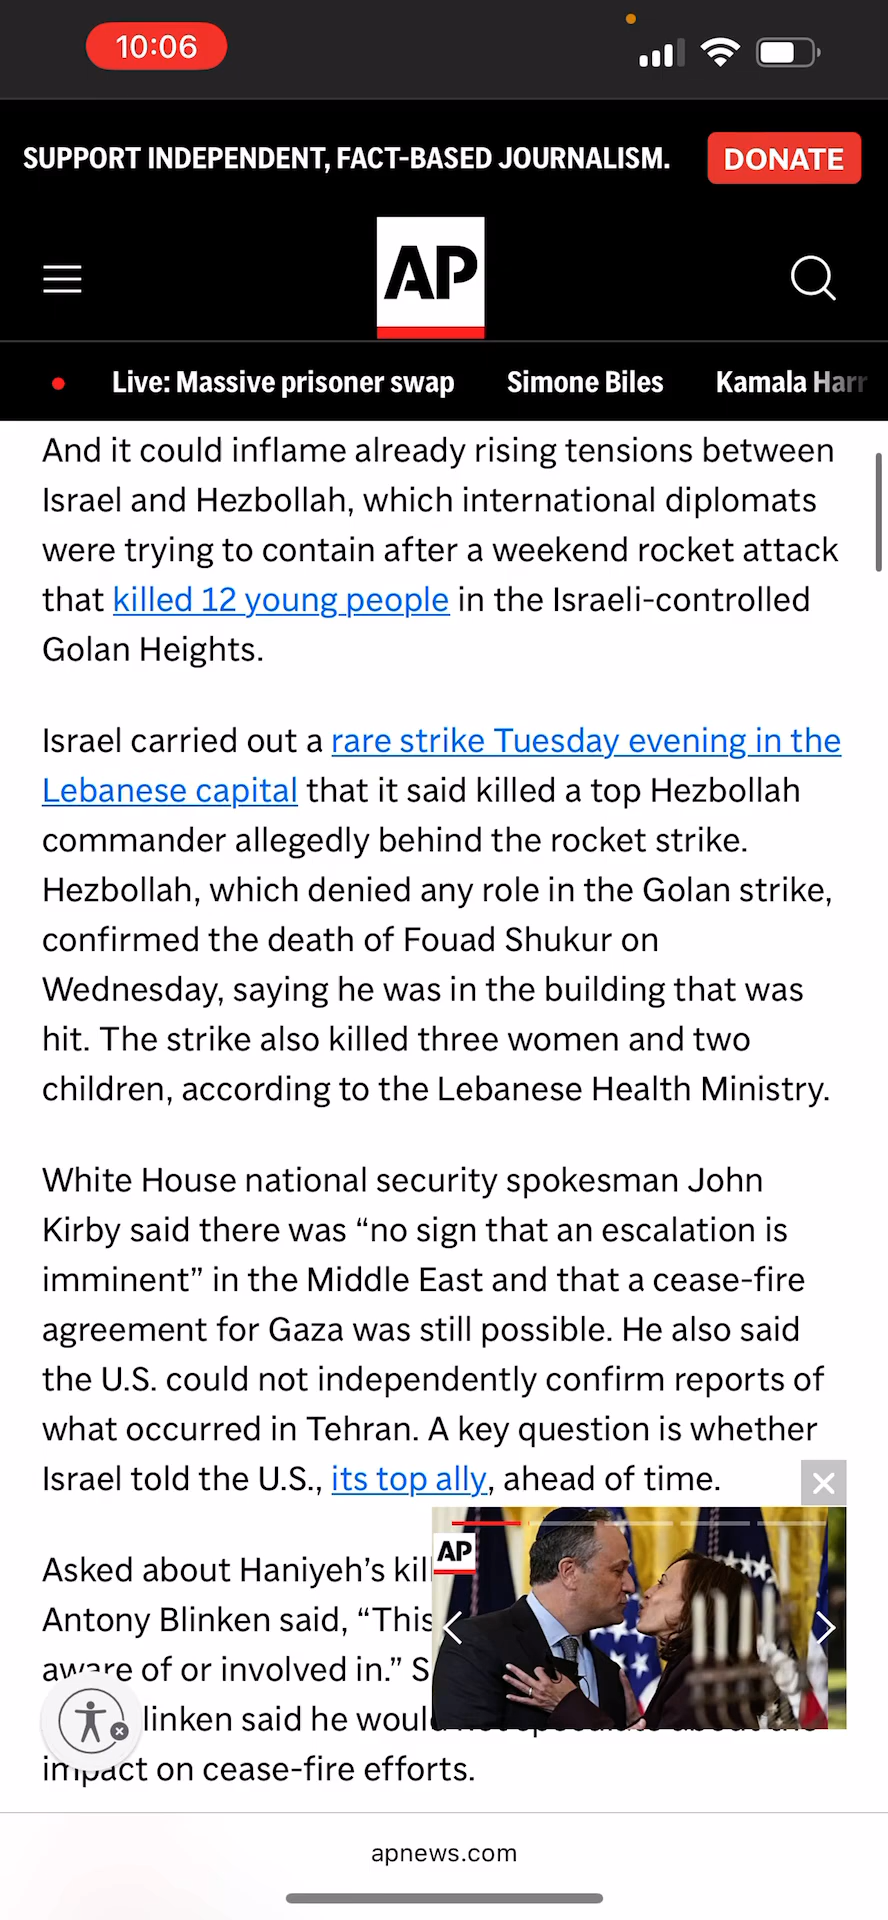 10:06
SUPPORT INDEPENDENT, FACT-BASED JOURNALISM.
DONATE
AP
Live: Massive prisoner swap Simone Biles Kamala Harr
And it could inflame already rising tensions between
Israel and Hezbollah, which international diplomats
were trying to contain after a weekend rocket attack
that killed 12 young people in the Israeli-controlled
Golan Heights.
Israel carried out a rare strike Tuesday evening in the
Lebanese capital that it said killed a top Hezbollah
commander allegedly behind the rocket strike.
Hezbollah, which denied any role in the Golan strike,
confirmed the death of Fouad Shukur on
Wednesday, saying he was in the building that was
hit. The strike also killed three women and two
children, according to the Lebanese Health Ministry.
White House national security spokesman John
Kirby said there was “no sign that an escalation is
imminent” in the Middle East and that a cease-fire
agreement for Gaza was still possible. He also said
the U.S. could not independently confirm reports of
what occurred in Tehran. A key question is whether
Israel told the U.S., its top ally, ahead of time.
Asked about Haniyeh’s kil
AP
Antony Blinken said, “This
aware of or involved in.” S
linken said he would
impact on cease-fire efforts.
apnews.com